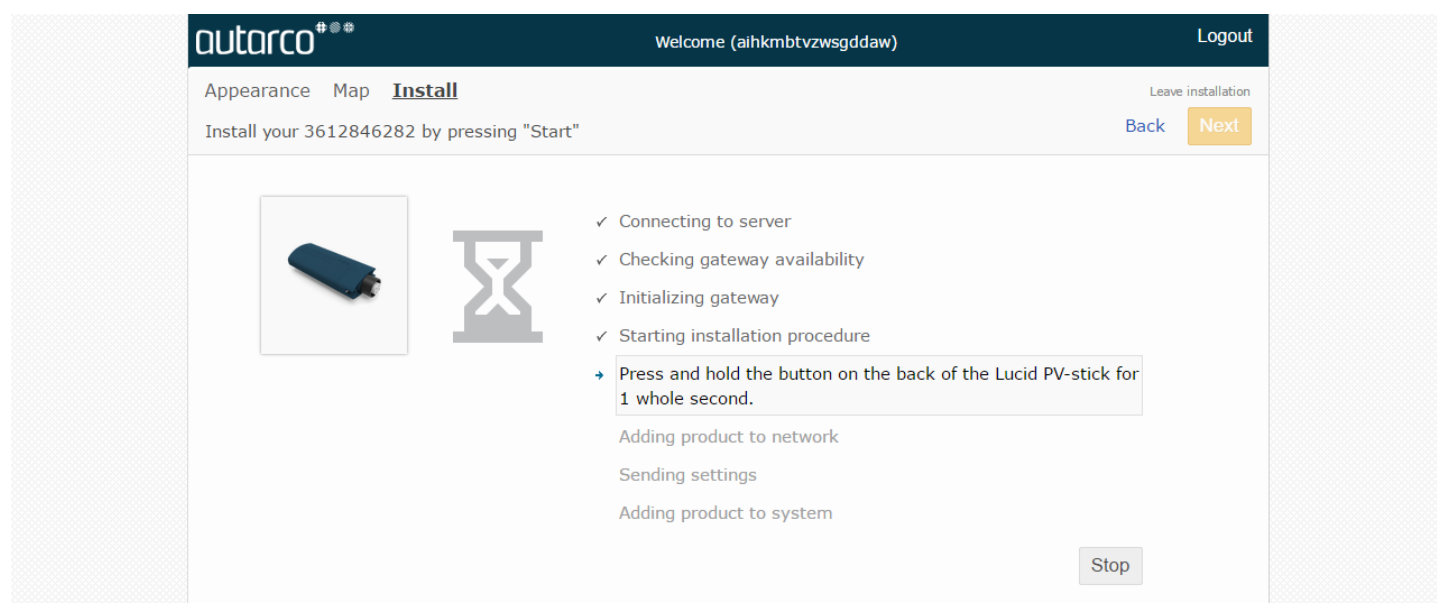 autarco
Welcome (aihkmbtvzwsgddaw)
Logout
Appearance Map Install
Leave installation
Install your 3612846282 by pressing "Start"
Back Next
✓ Connecting to server
✓ Checking gateway availability
✓ Initializing gateway
✓ Starting installation procedure
➔ Press and hold the button on the back of the Lucid PV-stick for
1 whole second.
Adding product to network
Sending settings
Adding product to system
Stop